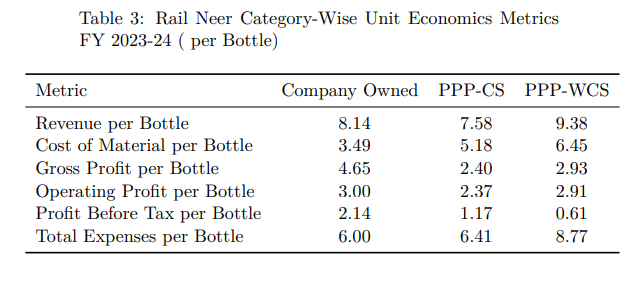 Table 3: Rail Neer Category-Wise Unit Economics Metrics
FY 2023-24 ( per Bottle)
Metric Company Owned PPP-CS PPP-WCS
Revenue per Bottle 8.14 7.58 9.38
Cost of Material per Bottle 3.49 5.18 6.45
Gross Profit per Bottle 4.65 2.40 2.93
Operating Profit per Bottle 3.00 2.37 2.91
Profit Before Tax per Bottle 2.14 1.17 0.61
Total Expenses per Bottle 6.00 6.41 8.77